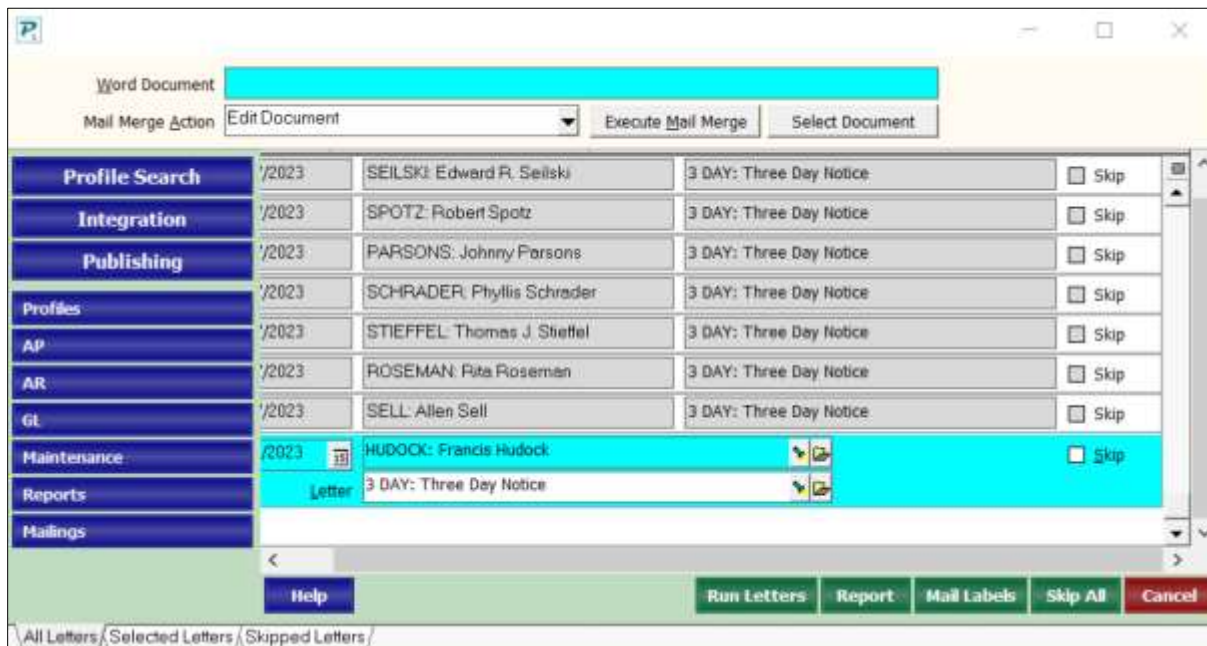 Word Document
Mail Merge Action Edit Document Execute Mail Merge Select Document
Profile Search
Integration
Publishing
Profiles
AP
AR
GL
Maintenance
Reports
Mailings
/2023 SEILSKI: Edward R. Seilski 3 DAY: Three Day Notice Skip
/2023 SPOTZ: Robert Spotz 3 DAY: Three Day Notice Skip
/2023 PARSONS: Johnny Parsons 3 DAY: Three Day Notice Skip
/2023 SCHRADER: Phyllis Schrader 3 DAY: Three Day Notice Skip
/2023 STIEFFEL: Thomas J. Stieffel 3 DAY: Three Day Notice Skip
/2023 ROSEMAN: Rita Roseman 3 DAY: Three Day Notice Skip
/2023 SELL: Allen Sell 3 DAY: Three Day Notice Skip
/2023 15 HUDOCK: Francis Hudock Skip
Letter 3 DAY: Three Day Notice
Help Run Letters Report Mail Labels Skip All Cancel
All Letters Selected Letters Skipped Letters